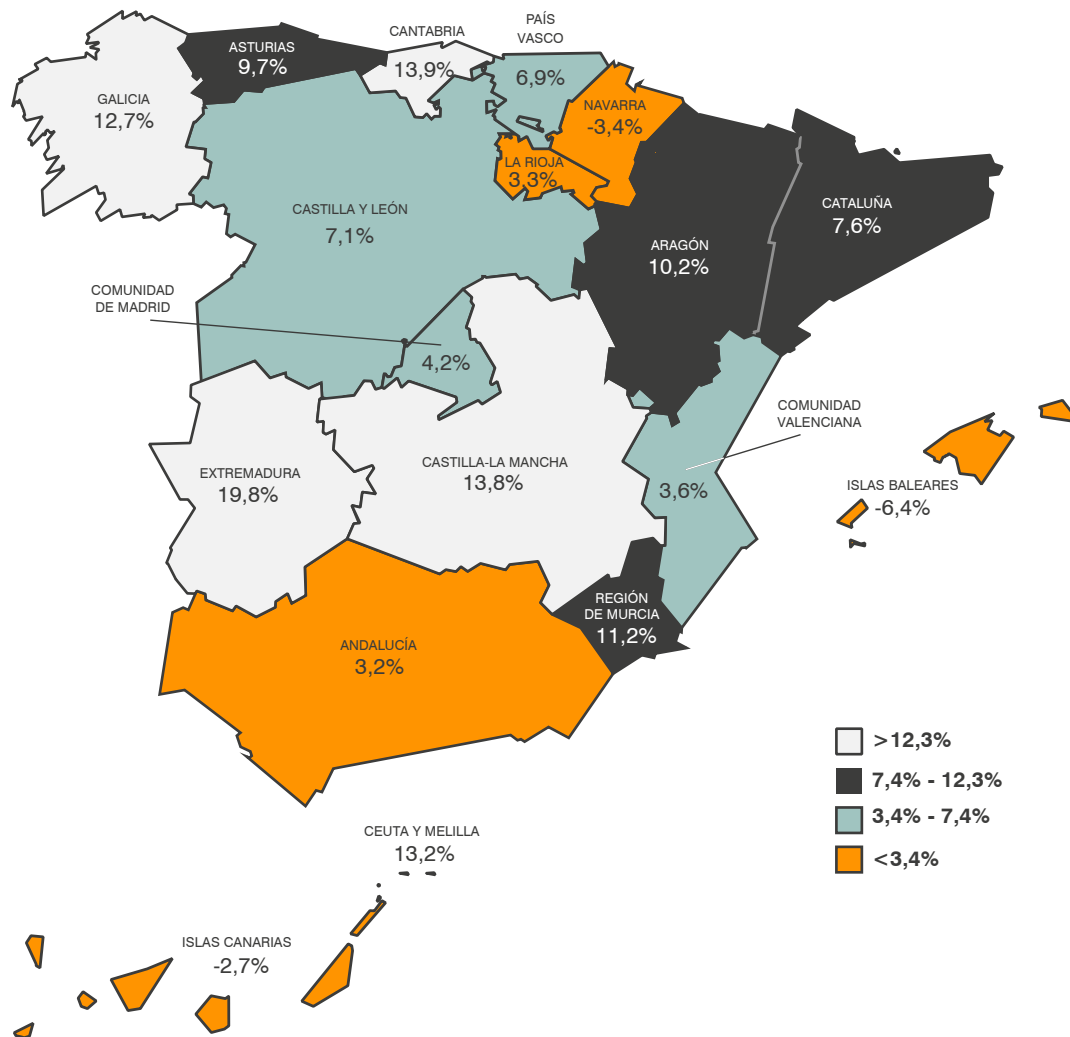 PAÍS
VASCO
CANTABRIA
ASTURIAS
9,7%
13,9%
6,9%
GALICIA
12,7%
NAVARRA
-3,4%
LA RIOJA
3,3%
CASTILLA Y LEÓN
7,1%
CATALUÑA
7,6%
ARAGÓN
10,2%
COMUNIDAD
DE MADRID
4,2%
COMUNIDAD
VALENCIANA
3,6%
EXTREMADURA
19,8%
CASTILLA-LA MANCHA
13,8%
ISLAS BALEARES
-6,4%
REGIÓN
DE MURCIA
11,2%
ANDALUCÍA
3,2%
>12,3%
7,4% - 12,3%
3,4% - 7,4%
<3,4%
CEUTA Y MELILLA
13,2%
ISLAS CANARIAS
-2,7%